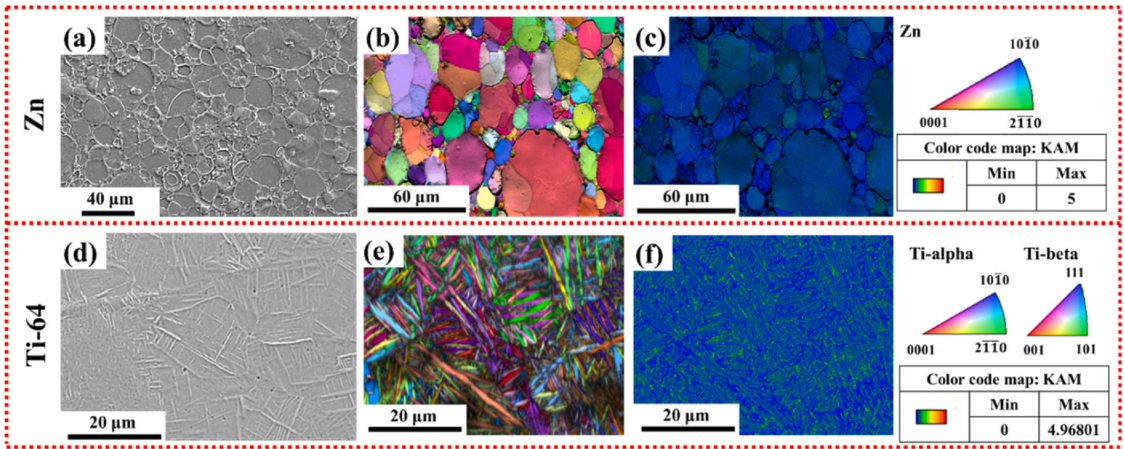 Zn
(a)
40 μm
(b)
60 μm
(c)
60 μm
Zn
101̅0
0001
21̅1̅0
Color code map: KAM
Min Max
0 5
Ti-64
(d)
20 μm
(e)
20 μm
(f)
20 μm
Ti-alpha Ti-beta
101̅0 111
0001 21̅1̅0 001 101
Color code map: KAM
Min Max
0 4.96801